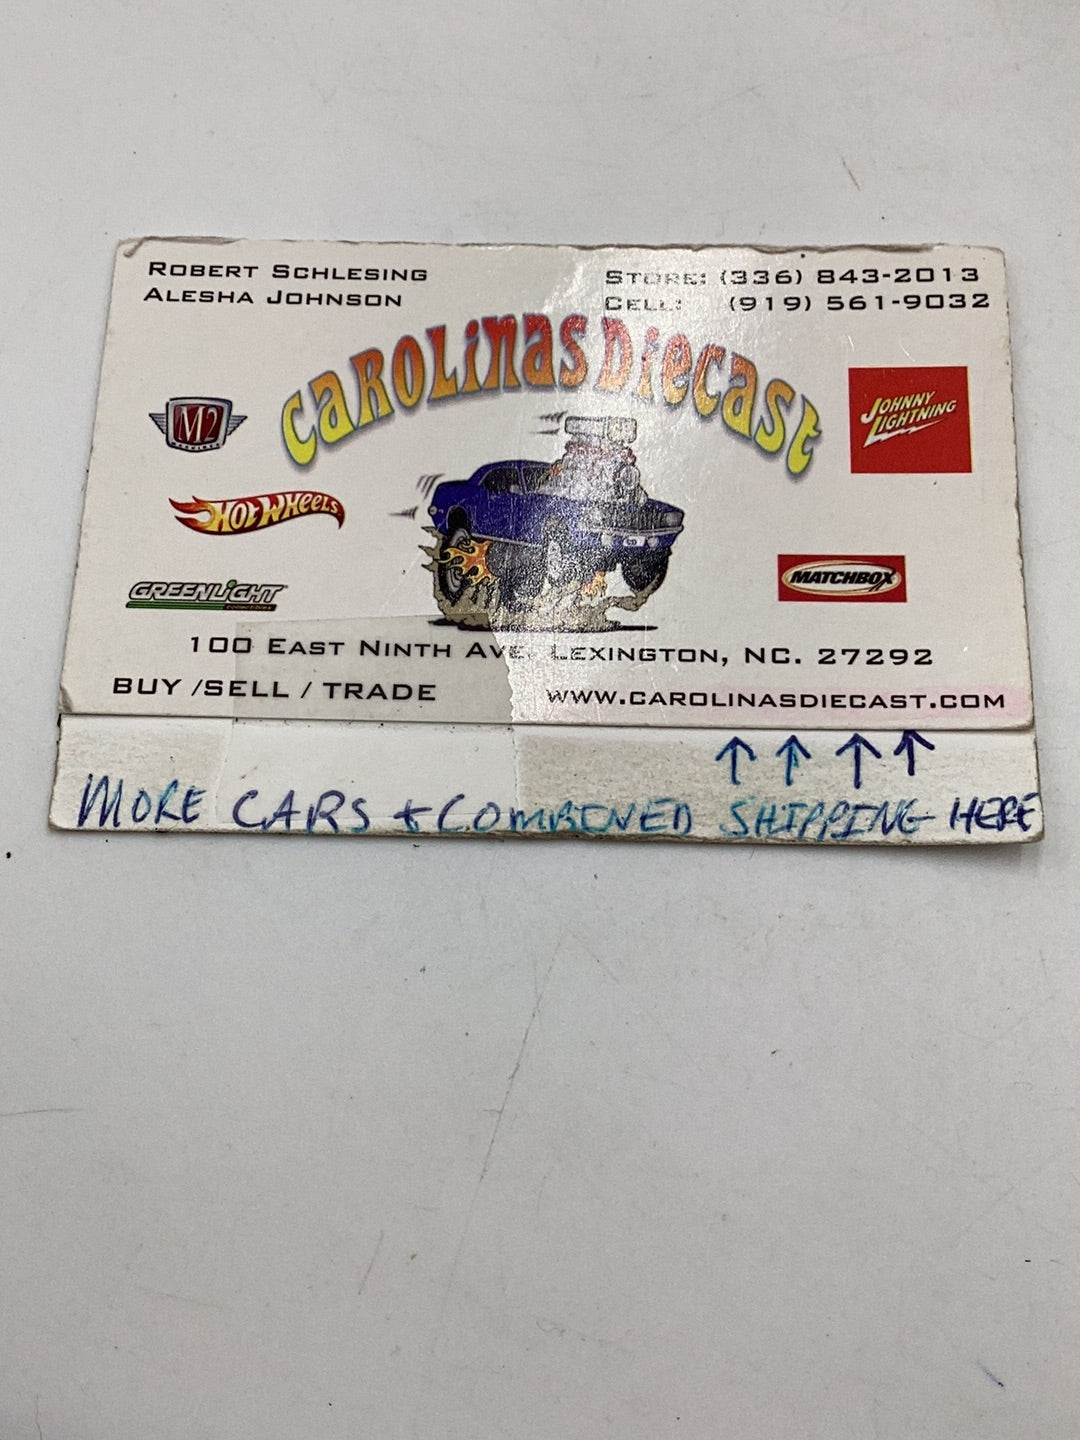 ROBERT SCHLESING
ALESHA JOHNSON
STORE: (336) 843-2013
CELL: (919) 561-9032
CAROLINAS DIECAST
M2
MACHINES
JOHNNY
LIGHTNING
HOT WHEELS
GREENLIGHT
collectibles
MATCHBOX
100 EAST NINTH AVE. LEXINGTON, NC. 27292
BUY /SELL / TRADE
WWW.CAROLINASDIECAST.COM
↑ ↑ ↑ ↑
MORE CARS + COMBINED SHIPPING HERE